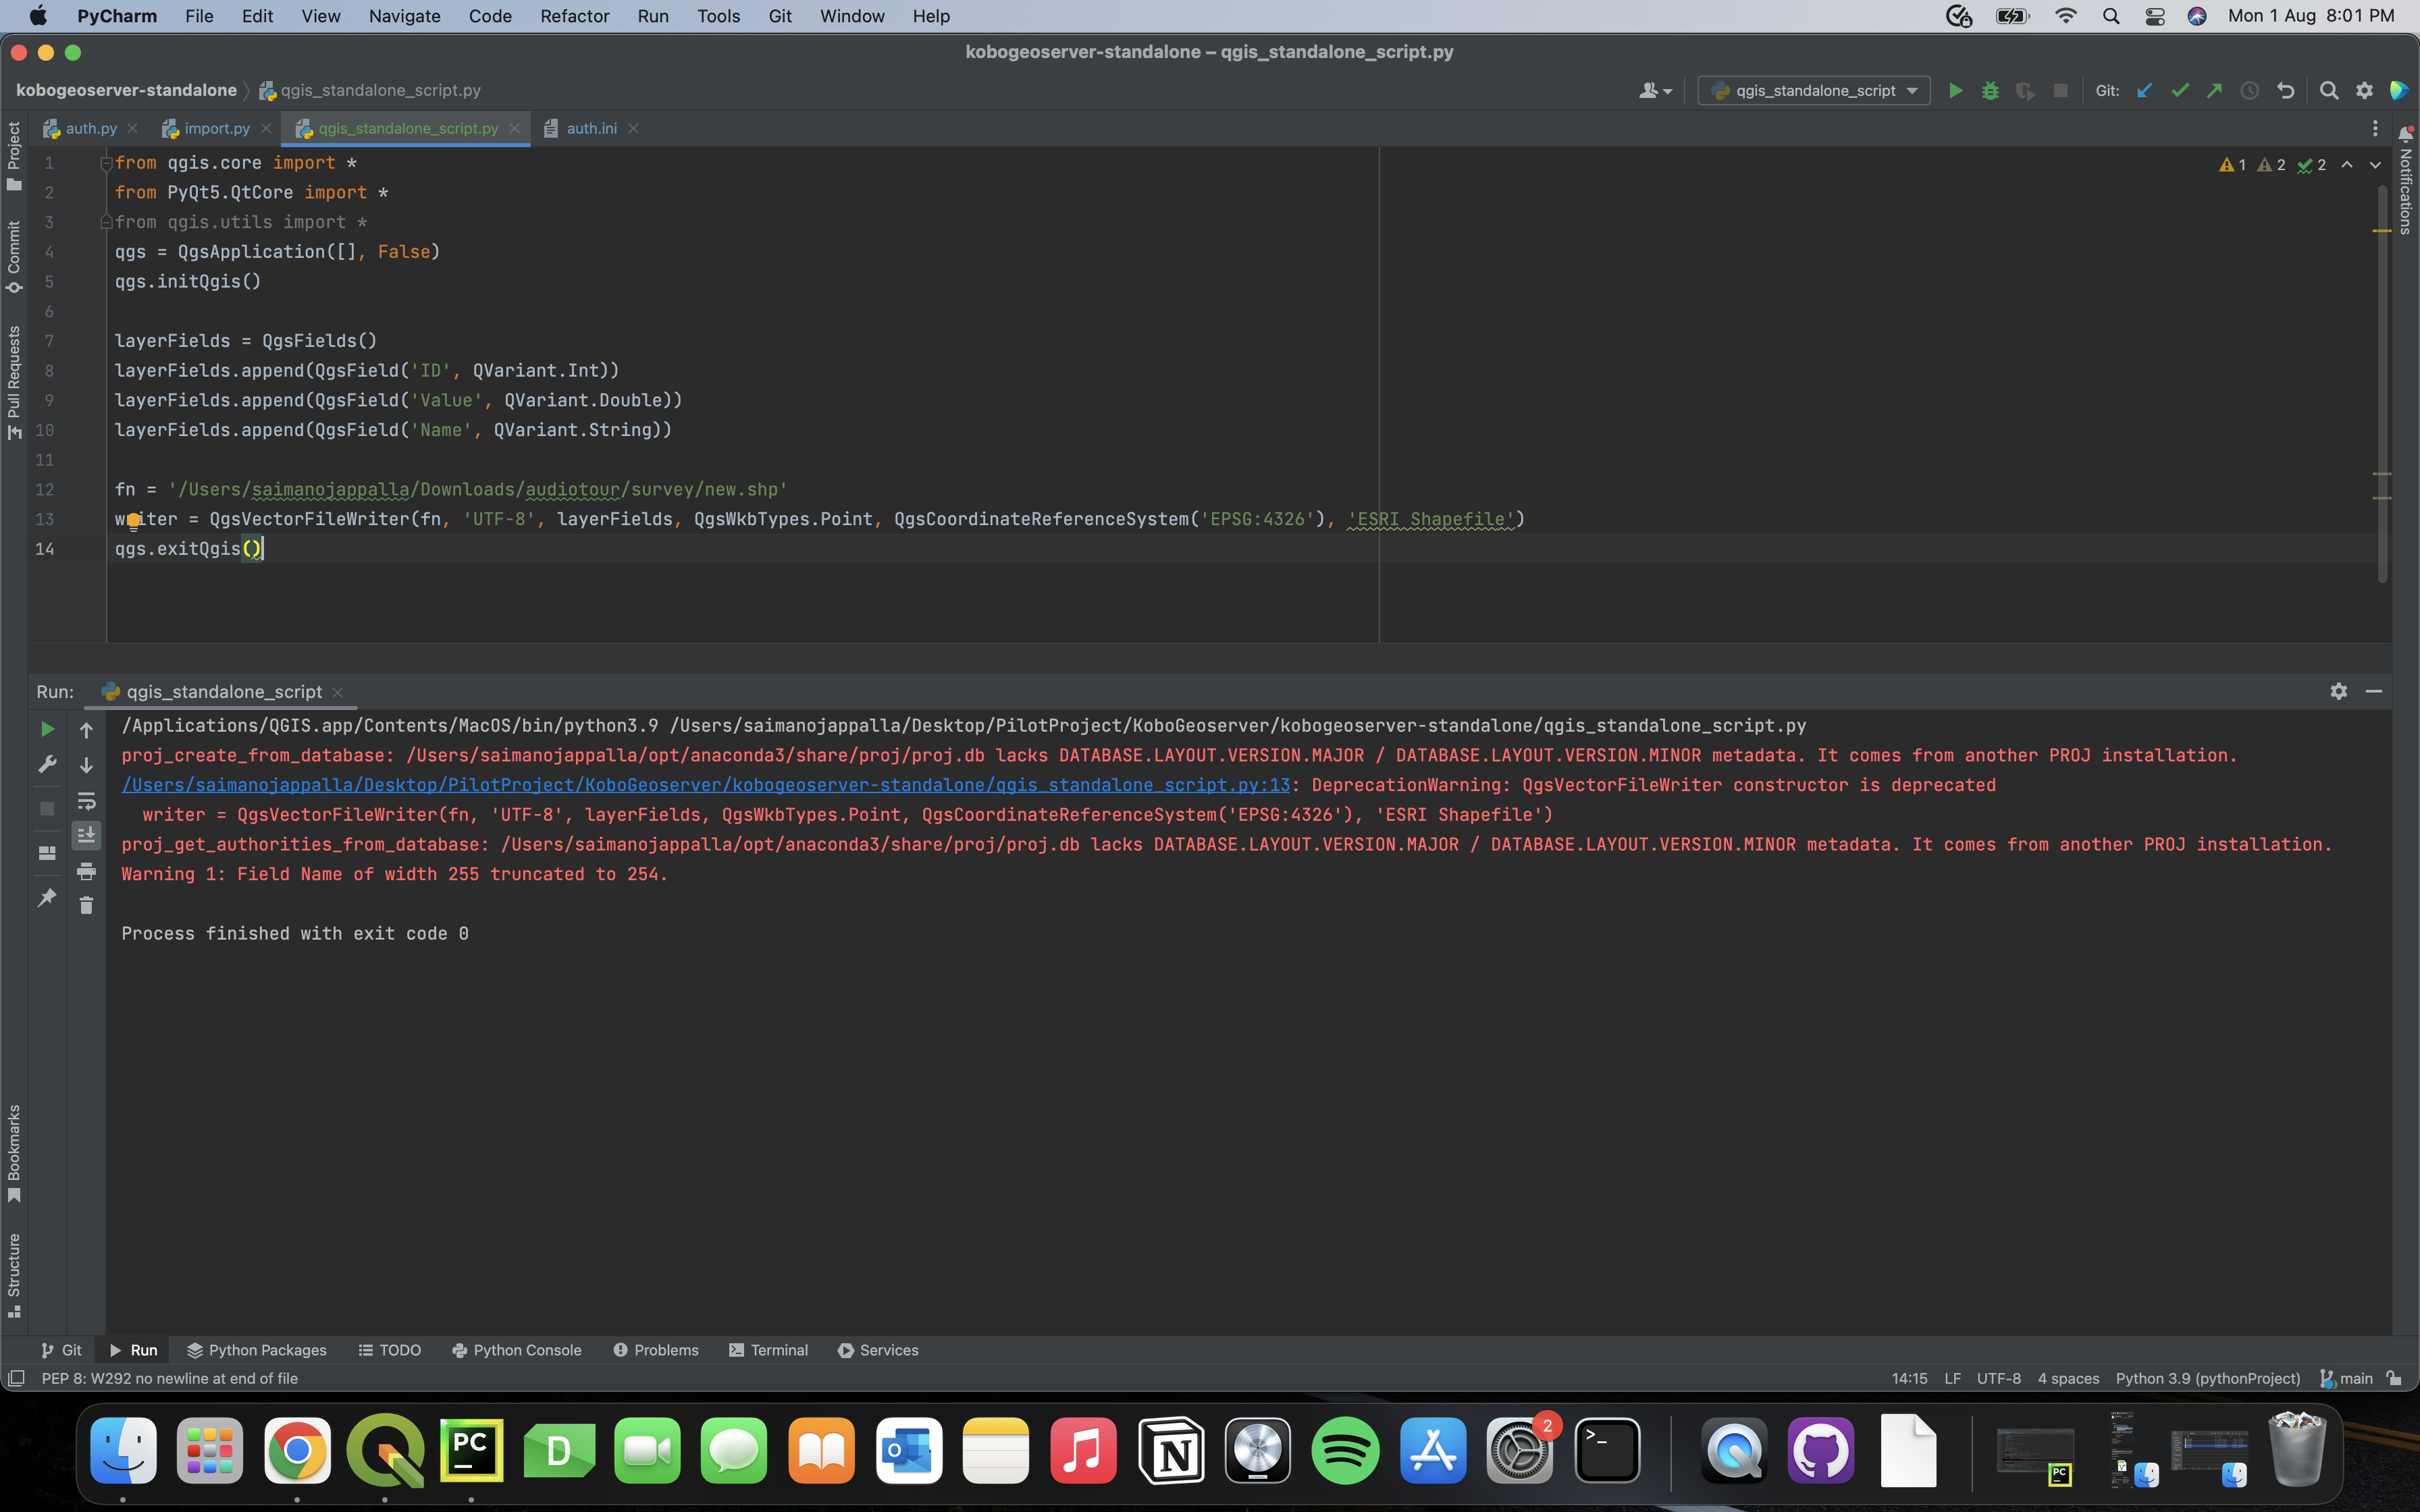 PyCharm File Edit View Navigate Code Refactor Run Tools Git Window Help Mon 1 Aug 8:01 PM
kobogeoserver-standalone – qgis_standalone_script.py
kobogeoserver-standalone qgis_standalone_script.py qgis_standalone_script Git:
auth.py import.py qgis_standalone_script.py auth.ini
Project
Commit
Pull Requests
Notifications
1 2 2
1 from qgis.core import *
2 from PyQt5.QtCore import *
3 from qgis.utils import *
4 qgs = QgsApplication([], False)
5 qgs.initQgis()
6
7 layerFields = QgsFields()
8 layerFields.append(QgsField('ID', QVariant.Int))
9 layerFields.append(QgsField('Value', QVariant.Double))
10 layerFields.append(QgsField('Name', QVariant.String))
11
12 fn = '/Users/saimanojappalla/Downloads/audiotour/survey/new.shp'
13 writer = QgsVectorFileWriter(fn, 'UTF-8', layerFields, QgsWkbTypes.Point, QgsCoordinateReferenceSystem('EPSG:4326'), 'ESRI Shapefile')
14 qgs.exitQgis()
Run: qgis_standalone_script
/Applications/QGIS.app/Contents/MacOS/bin/python3.9 /Users/saimanojappalla/Desktop/PilotProject/KoboGeoserver/kobogeoserver-standalone/qgis_standalone_script.py
proj_create_from_database: /Users/saimanojappalla/opt/anaconda3/share/proj/proj.db lacks DATABASE.LAYOUT.VERSION.MAJOR / DATABASE.LAYOUT.VERSION.MINOR metadata. It comes from another PROJ installation.
/Users/saimanojappalla/Desktop/PilotProject/KoboGeoserver/kobogeoserver-standalone/qgis_standalone_script.py:13: DeprecationWarning: QgsVectorFileWriter constructor is deprecated
writer = QgsVectorFileWriter(fn, 'UTF-8', layerFields, QgsWkbTypes.Point, QgsCoordinateReferenceSystem('EPSG:4326'), 'ESRI Shapefile')
proj_get_authorities_from_database: /Users/saimanojappalla/opt/anaconda3/share/proj/proj.db lacks DATABASE.LAYOUT.VERSION.MAJOR / DATABASE.LAYOUT.VERSION.MINOR metadata. It comes from another PROJ installation.
Warning 1: Field Name of width 255 truncated to 254.
Process finished with exit code 0
Bookmarks
Structure
Git Run Python Packages TODO Python Console Problems Terminal Services
PEP 8: W292 no newline at end of file 14:15 LF UTF-8 4 spaces Python 3.9 (pythonProject) main
PC D 2
PC